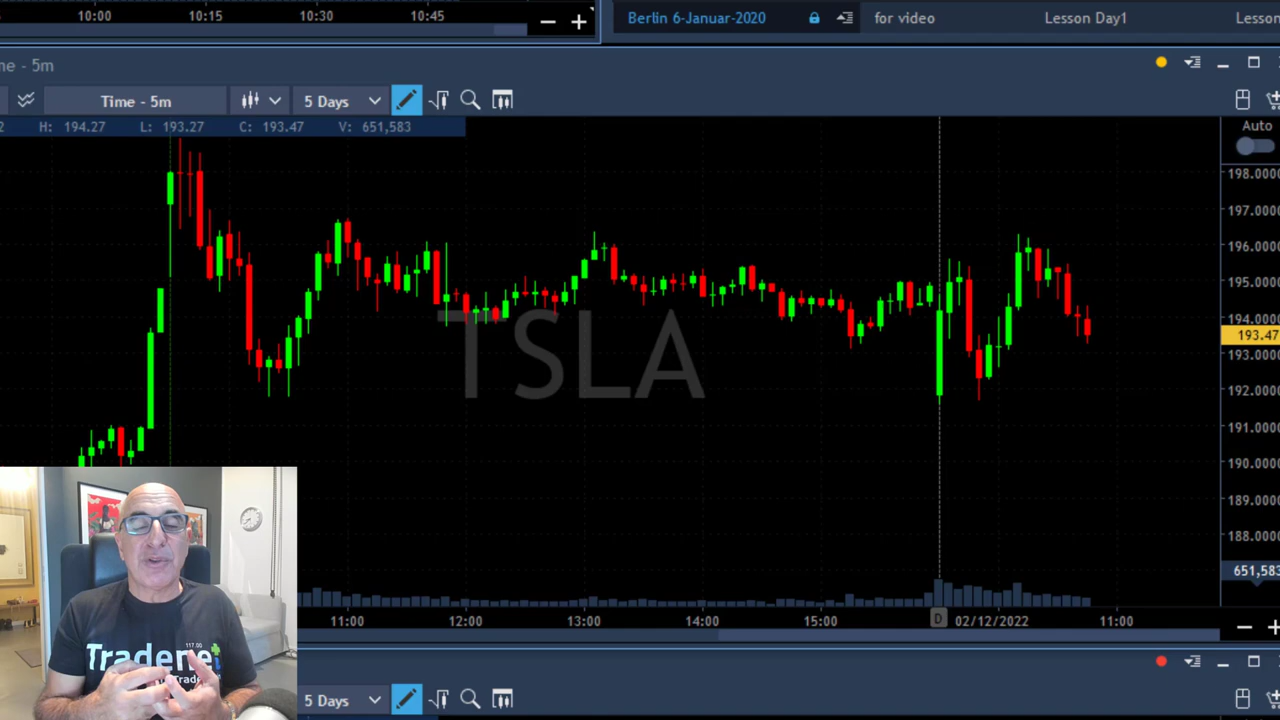 10:00 10:15 10:30 10:45
Berlin 6-Januar-2020 for video Lesson Day1 Lesson
me - 5m
Time - 5m 5 Days
2 H: 194.27 L: 193.27 C: 193.47 V: 651,583
Auto
198.0000
197.0000
196.0000
195.0000
194.0000
193.47
193.0000
192.0000
191.0000
190.0000
189.0000
188.0000
651,583
TSLA
11:00 12:00 13:00 14:00 15:00 D 02/12/2022 11:00
117.00
Tradenet
Trade
5 Days